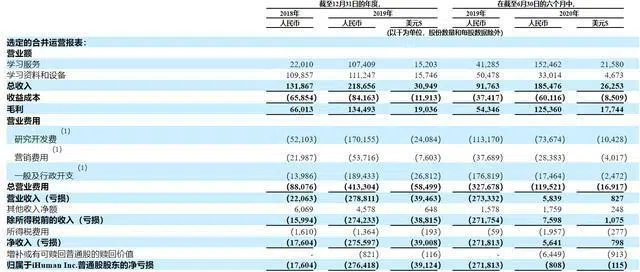 截至12月31日的年度, 在截至6月30日的六个月中,
2018年 2019年 2019年 2020年
人民币 人民币 美元$ 人民币 人民币 美元$
(以千为单位，股份数量和每股数据除外)
选定的合并运营报表：
营业额
学习服务 22,010 107,409 15,203 41,285 152,462 21,580
学习资料和设备 109,857 111,247 15,746 50,478 33,014 4,673
总收入 131,867 218,656 30,949 91,763 185,476 26,253
收益成本 (65,854) (84,163) (11,913) (37,417) (60,116) (8,509)
毛利 66,013 134,493 19,036 54,346 125,360 17,744
营业费用
研究开发费(1) (52,103) (170,155) (24,084) (113,170) (73,674) (10,428)
营销费用(1) (21,987) (53,716) (7,603) (37,689) (28,383) (4,017)
一般及行政开支(1) (13,986) (189,433) (26,812) (176,819) (17,464) (2,472)
总营业费用 (88,076) (413,304) (58,499) (327,678) (119,521) (16,917)
营业收入（亏损） (22,063) (278,811) (39,463) (273,332) 5,839 827
其他收入净额 6,069 4,578 648 1,578 1,759 248
除所得税前的收入（亏损） (15,994) (274,233) (38,815) (271,754) 7,598 1,075
所得税费用 (1,610) (1,364) (193) (59) (1,957) (277)
净收入（亏损） (17,604) (275,597) (39,008) (271,813) 5,641 798
增补或有可赎回普通股的赎回价值 - (821) (116) - (6,449) (913)
归属于iHuman Inc.普通股股东的净亏损 (17,604) (276,418) (39,124) (271,813) (808) (115)